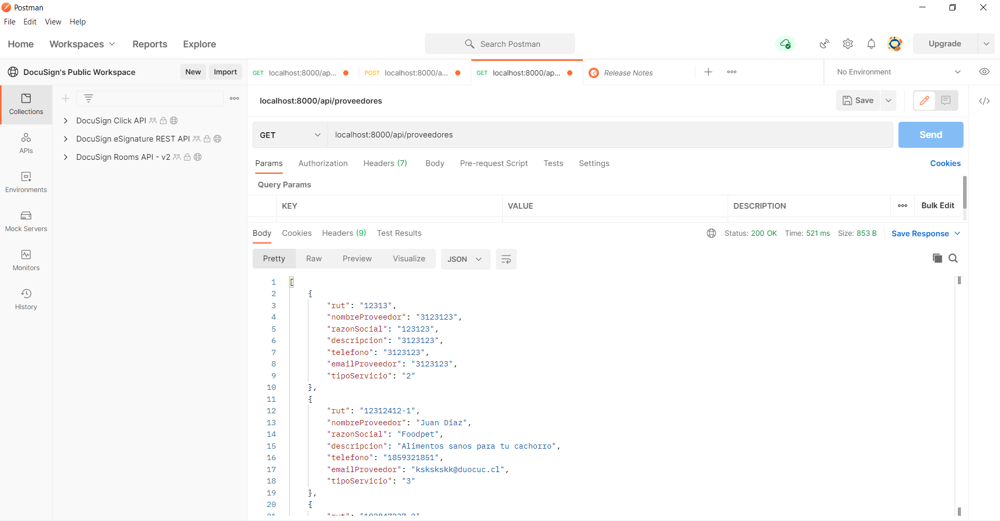 Postman
File Edit View Help
Home Workspaces Reports Explore Search Postman Upgrade
DocuSign's Public Workspace New Import GET localhost:8000/ap... POST localhost:8000/a... GET localhost:8000/ap... Release Notes No Environment
Collections
APIs
Environments
Mock Servers
Monitors
History
DocuSign Click API
DocuSign eSignature REST API
DocuSign Rooms API - v2
localhost:8000/api/proveedores Save
GET localhost:8000/api/proveedores Send
Params Authorization Headers (7) Body Pre-request Script Tests Settings Cookies
Query Params
KEY VALUE DESCRIPTION Bulk Edit
Body Cookies Headers (9) Test Results Status: 200 OK Time: 521 ms Size: 853 B Save Response
Pretty Raw Preview Visualize JSON
1 [
2 {
3 "rut": "12313",
4 "nombreProveedor": "3123123",
5 "razonSocial": "123123",
6 "descripcion": "3123123",
7 "telefono": "3123123",
8 "emailProveedor": "3123123",
9 "tipoServicio": "2"
10 },
11 {
12 "rut": "12312412-1",
13 "nombreProveedor": "Juan Diaz",
14 "razonSocial": "Foodpet",
15 "descripcion": "Alimentos sanos para tu cachorro",
16 "telefono": "1859321851",
17 "emailProveedor": "kskskskk@duocuc.cl",
18 "tipoServicio": "3"
19 },
20 {
21 "rut":